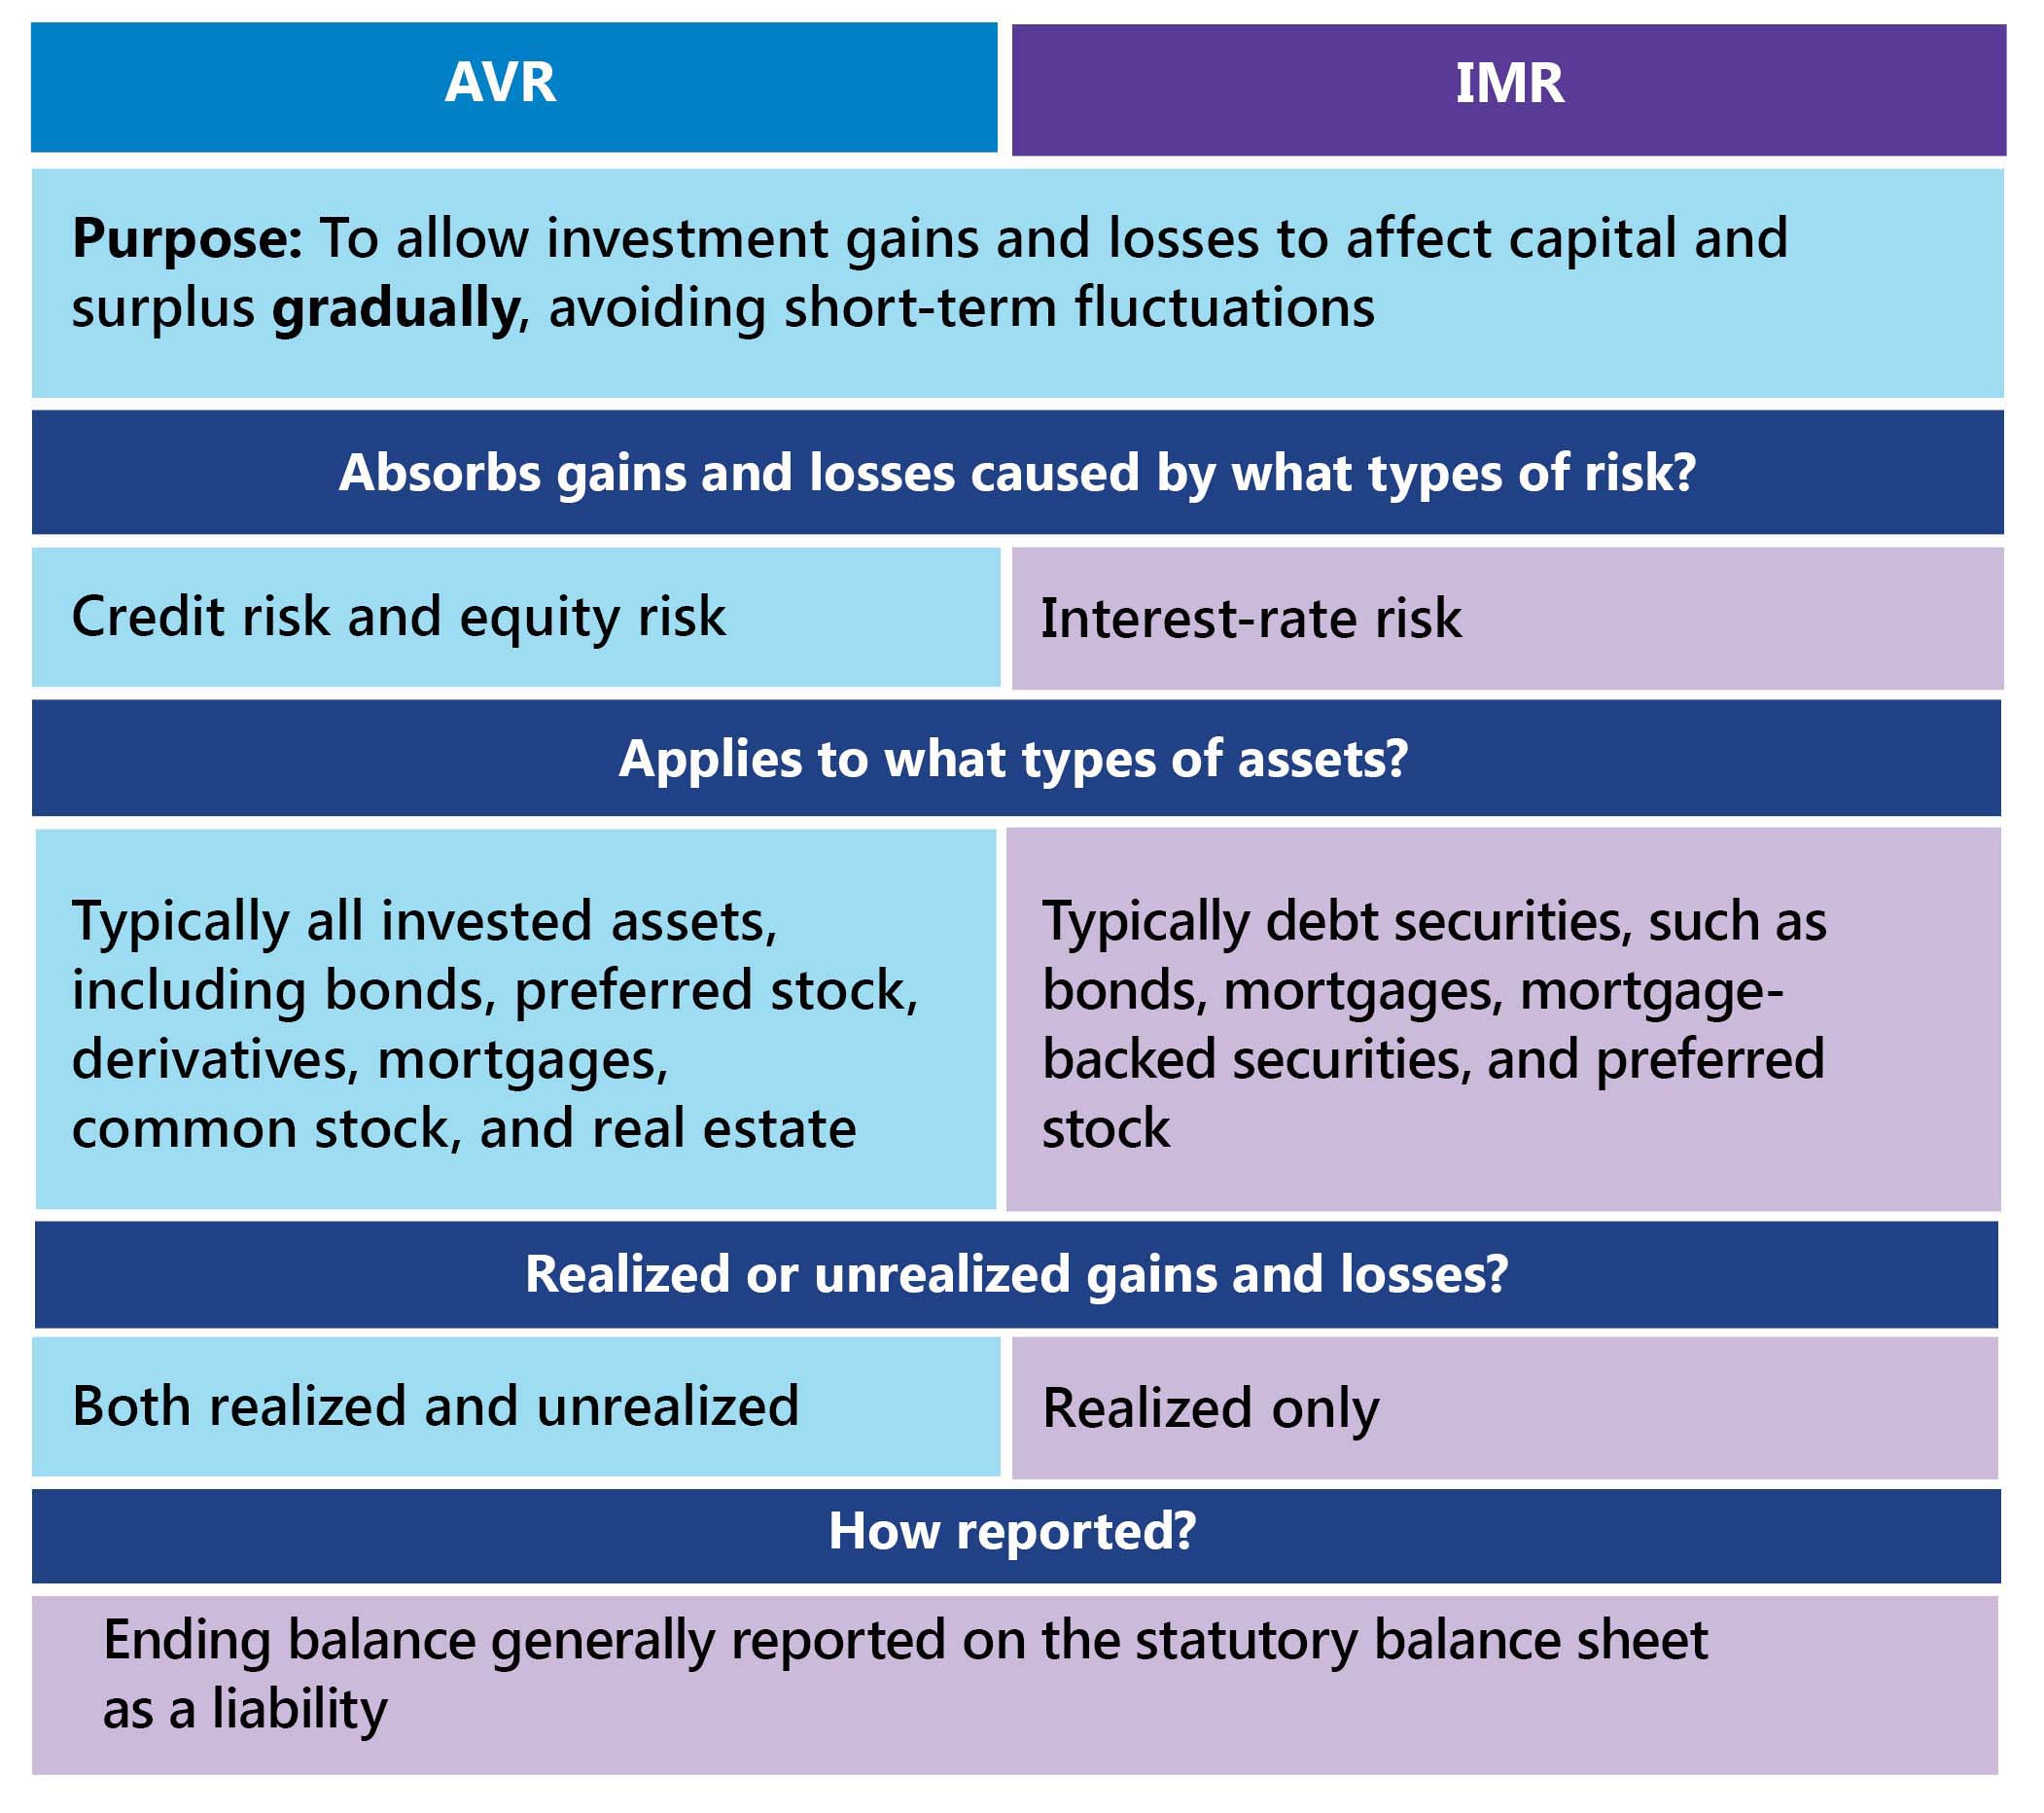 AVR
IMR
Purpose: To allow investment gains and losses to affect capital and
surplus gradually, avoiding short-term fluctuations
Absorbs gains and losses caused by what types of risk?
Credit risk and equity risk
Interest-rate risk
Applies to what types of assets?
Typically all invested assets,
including bonds, preferred stock,
derivatives, mortgages,
common stock, and real estate
Typically debt securities, such as
bonds, mortgages, mortgage-
backed securities, and preferred
stock
Realized or unrealized gains and losses?
Both realized and unrealized
Realized only
How reported?
Ending balance generally reported on the statutory balance sheet
as a liability